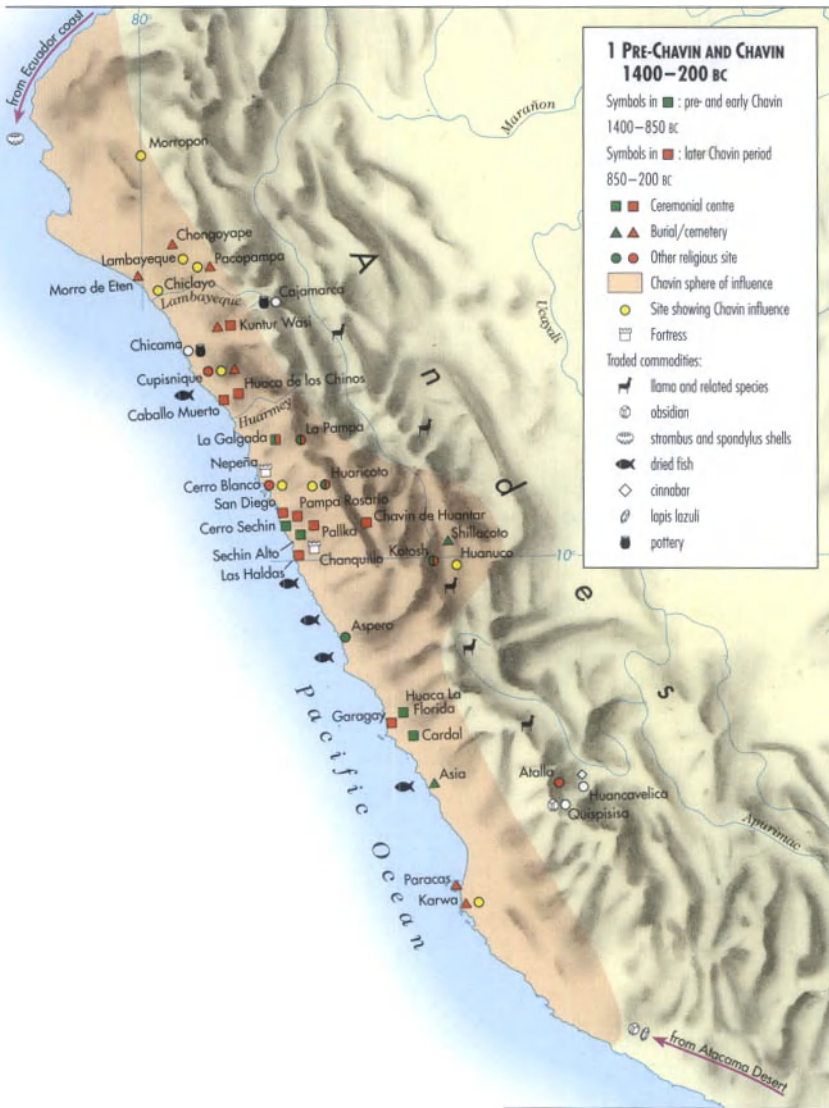 80°
from Ecuador coast
1 PRE-CHAVIN AND CHAVIN
1400–200 BC
Symbols in : pre- and early Chavin
1400–850 BC
Symbols in : later Chavin period
850–200 BC
Ceremonial centre
Burial/cemetery
Other religious site
Chavin sphere of influence
Site showing Chavin influence
Fortress
Traded commodities:
llama and related species
obsidian
strombus and spondylus shells
dried fish
cinnabar
lapis lazuli
pottery
Marañon
Morropon
Chongoyape
Lambayeque
Pacopampa
Morro de Eten
Chiclayo
Lambayeque
Cajamarca
Ucayali
Kuntur Wasi
Chicama
Cupisnique
Huaca de los Chinos
Caballo Muerto
Huarmey
La Galgada
La Pampa
Nepeña
Huaricoto
Cerro Blanco
San Diego
Pampa Rosario
Chavin de Huantar
Cerro Sechin
Pallka
Shillacoto
Sechin Alto
Chanquillo
Kotosh
Huanuco
10°
Las Haldas
Aspero
Andes
Huaca La
Florida
Garagay
Cardal
Pacific Ocean
Asia
Atalla
Huancavelica
Quispisisa
Apurimac
Paracas
Karwa
from Atacama Desert